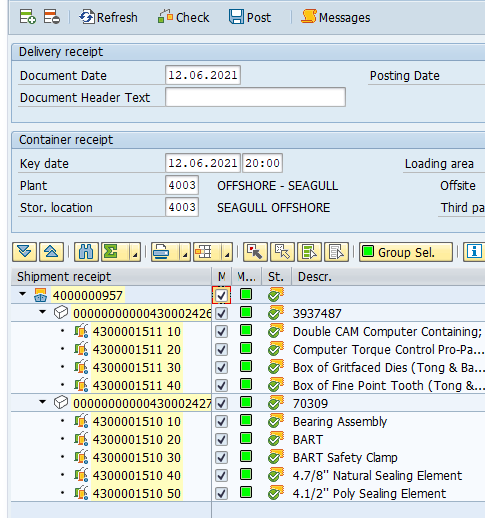 Refresh Check Post Messages
Delivery receipt
Document Date 12.06.2021 Posting Date
Document Header Text
Container receipt
Key date 12.06.2021 20:00 Loading area
Plant 4003 OFFSHORE - SEAGULL Offsite
Stor. location 4003 SEAGULL OFFSHORE Third pa
Group Sel.
Shipment receipt M M... St. Descr.
4000000957
00000000000430002426 3937487
4300001511 10 Double CAM Computer Containing;
4300001511 20 Computer Torque Control Pro-Pa...
4300001511 30 Box of Gritfaced Dies (Tong & Ba...
4300001511 40 Box of Fine Point Tooth (Tong &...
00000000000430002427 70309
4300001510 10 Bearing Assembly
4300001510 20 BART
4300001510 30 BART Safety Clamp
4300001510 40 4.7/8'' Natural Sealing Element
4300001510 50 4.1/2'' Poly Sealing Element